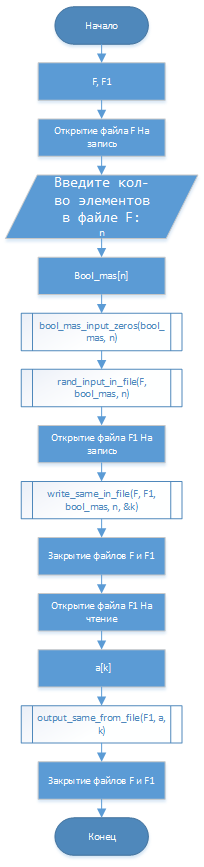 Начало
F, F1
Открытие файла F На
запись
Введите кол-
во элементов
в файле F:
n
Bool_mas[n]
bool_mas_input_zeros(bool_
mas, n)
rand_input_in_file(F,
bool_mas, n)
Открытие файла F1 На
запись
write_same_in_file(F, F1,
bool_mas, n, &k)
Закрытие файлов F и F1
Открытие файла F1 На
чтение
a[k]
output_same_from_file(F1, a,
k)
Закрытие файлов F и F1
Конец